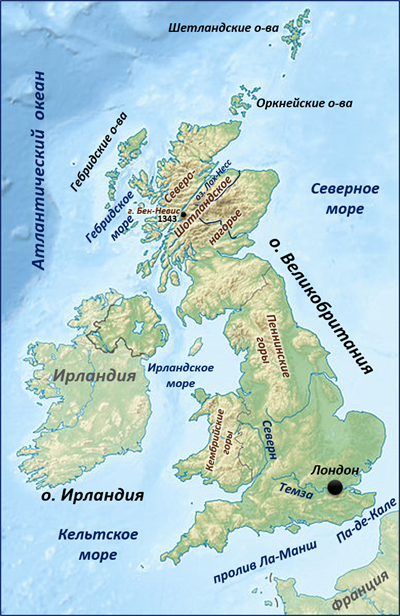 Шетландские о-ва
Оркнейские о-ва
Гебридские о-ва
Атлантический океан
Северо-
Шотландское
нагорье
оз. Лох-Несс
г. Бен-Невис
1343
Гебридское
море
Северное
море
о. Великобритания
Пеннинские
горы
Ирландское
море
Ирландия
Кембрийские
горы
Северн
Лондон
Темза
о. Ирландия
Кельтское
море
пролив Ла-Манш
Па-де-Кале
Франция